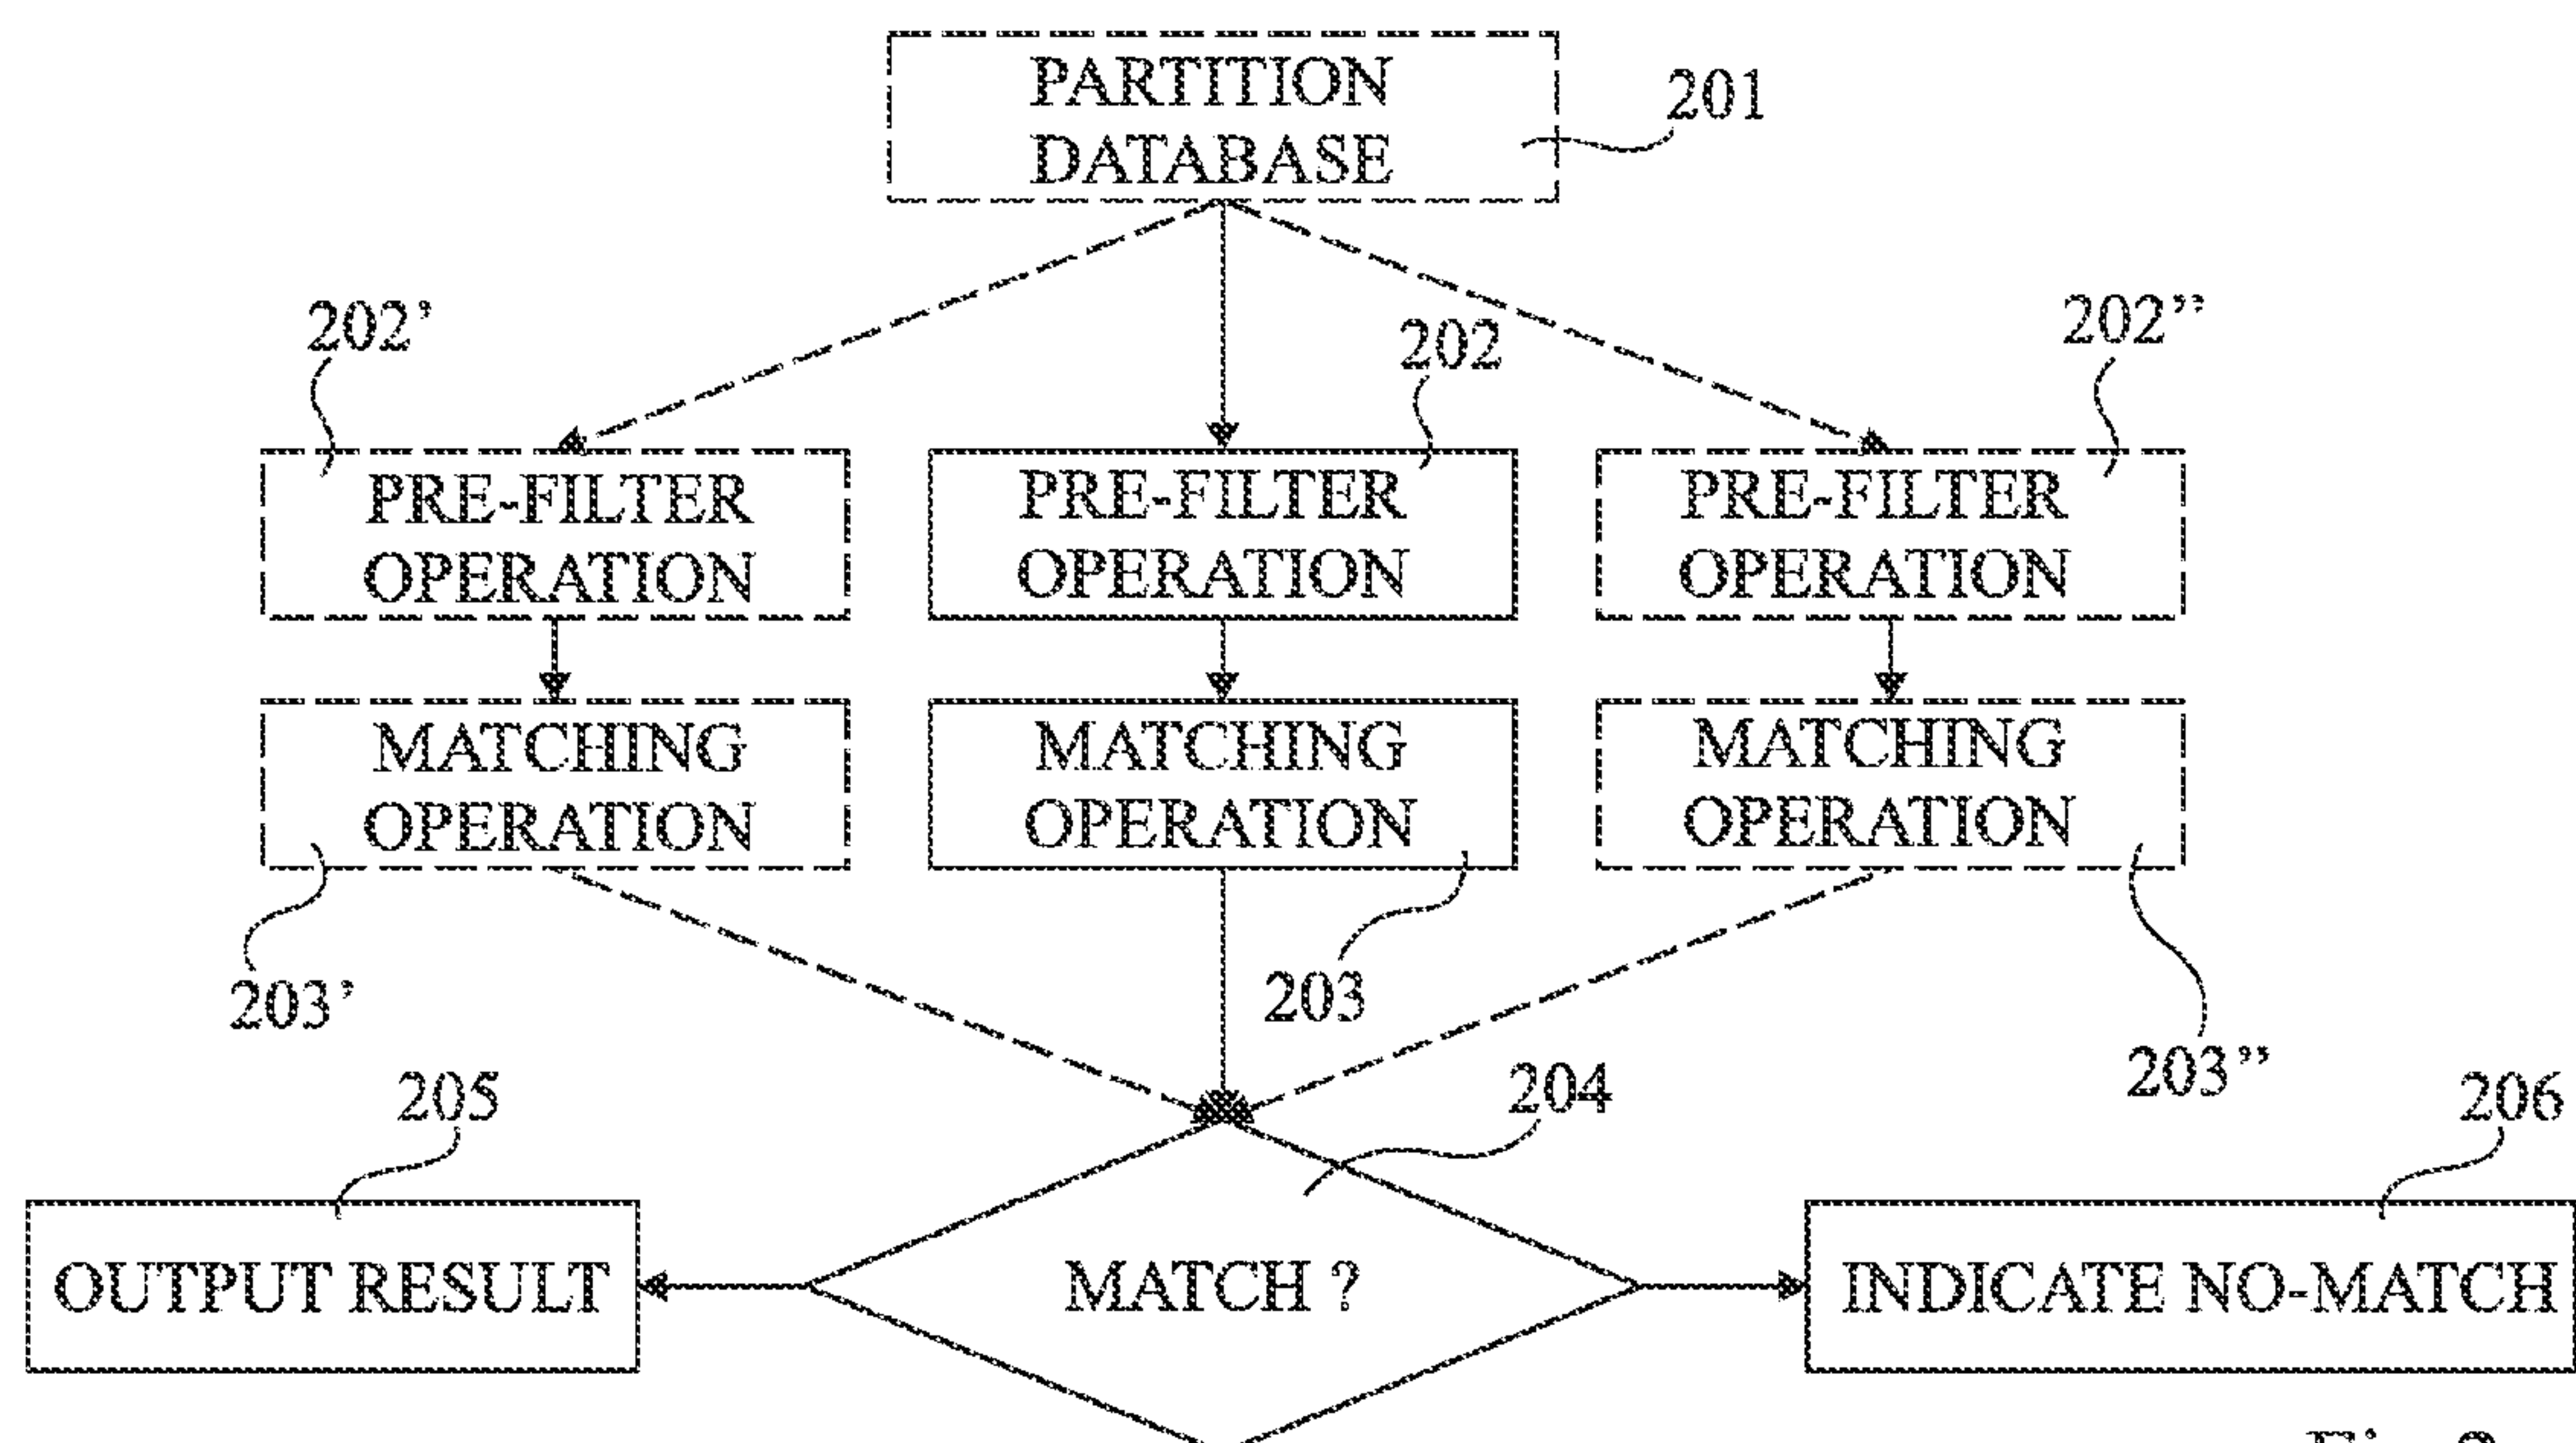 PARTITION
DATABASE
201
202’
202
202”
PRE-FILTER
OPERATION
PRE-FILTER
OPERATION
PRE-FILTER
OPERATION
MATCHING
OPERATION
MATCHING
OPERATION
MATCHING
OPERATION
203’
203
203”
205
204
206
OUTPUT RESULT
MATCH ?
INDICATE NO-MATCH